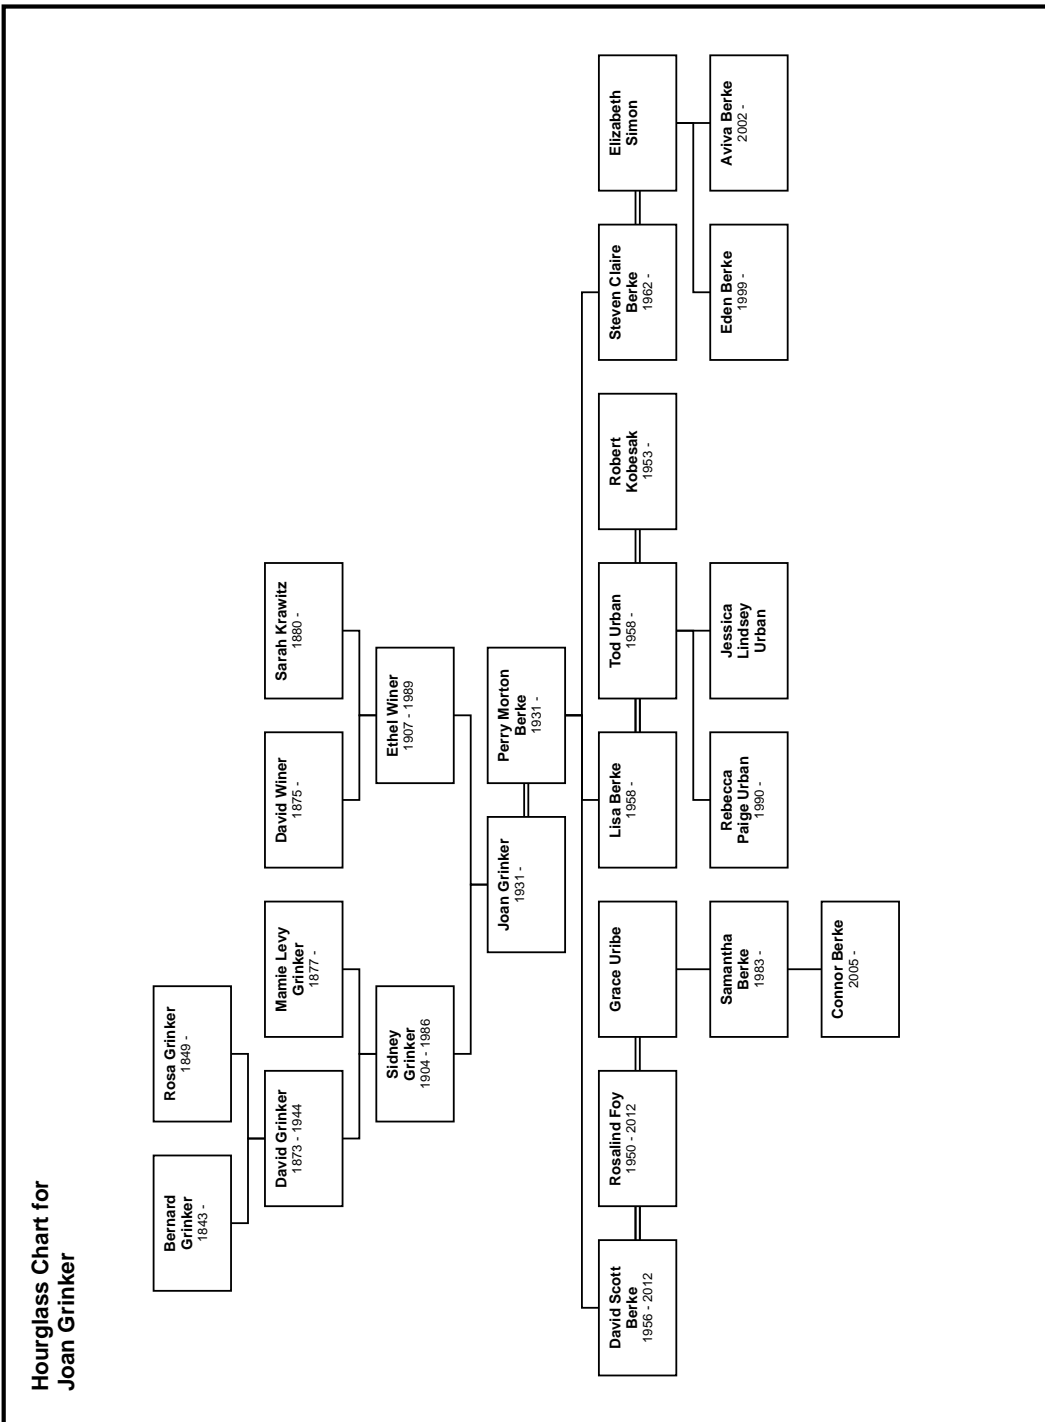 Hourglass Chart for
Joan Grinker
Bernard
Grinker
1843 -
Rosa Grinker
1849 -
David Grinker
1873 - 1944
Mamie Levy
Grinker
1877 -
David Winer
1875 -
Sarah Krawitz
1880 -
Sidney
Grinker
1904 - 1986
Ethel Winer
1907 - 1989
Joan Grinker
1931 -
Perry Morton
Berke
1931 -
David Scott
Berke
1956 - 2012
Rosalind Foy
1950 - 2012
Grace Uribe
Lisa Berke
1958 -
Tod Urban
1958 -
Robert
Kobesak
1953 -
Steven Claire
Berke
1962 -
Elizabeth
Simon
Samantha
Berke
1983 -
Rebecca
Paige Urban
1990 -
Jessica
Lindsey
Urban
Eden Berke
1999 -
Aviva Berke
2002 -
Connor Berke
2005 -